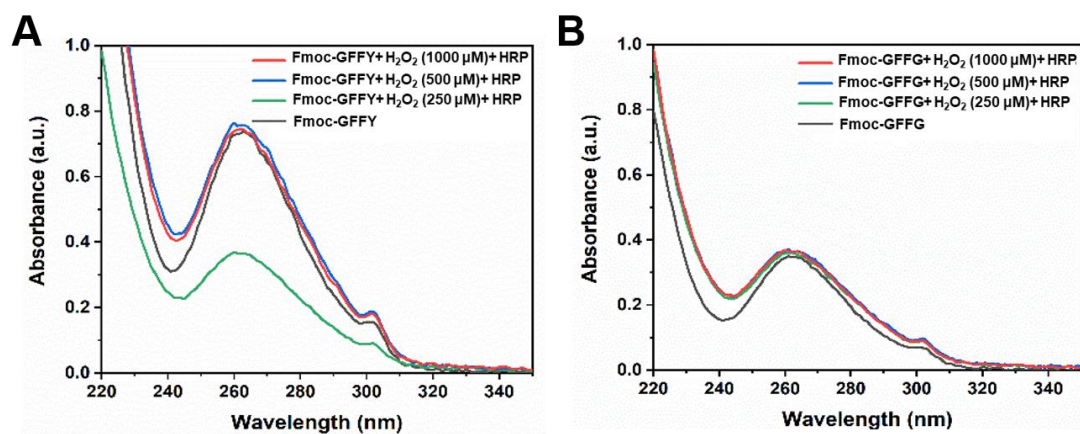 A
B
Fmoc-GFFY+ H₂O₂ (1000 µM)+ HRP
Fmoc-GFFY+ H₂O₂ (500 µM)+ HRP
Fmoc-GFFY+ H₂O₂ (250 µM)+ HRP
Fmoc-GFFY
Absorbance (a.u.)
1.0
0.8
0.6
0.4
0.2
0.0
220 240 260 280 300 320 340
Wavelength (nm)
Fmoc-GFFG+ H₂O₂ (1000 µM)+ HRP
Fmoc-GFFG+ H₂O₂ (500 µM)+ HRP
Fmoc-GFFG+ H₂O₂ (250 µM)+ HRP
Fmoc-GFFG
Absorbance (a.u.)
1.0
0.8
0.6
0.4
0.2
0.0
220 240 260 280 300 320 340
Wavelength (nm)